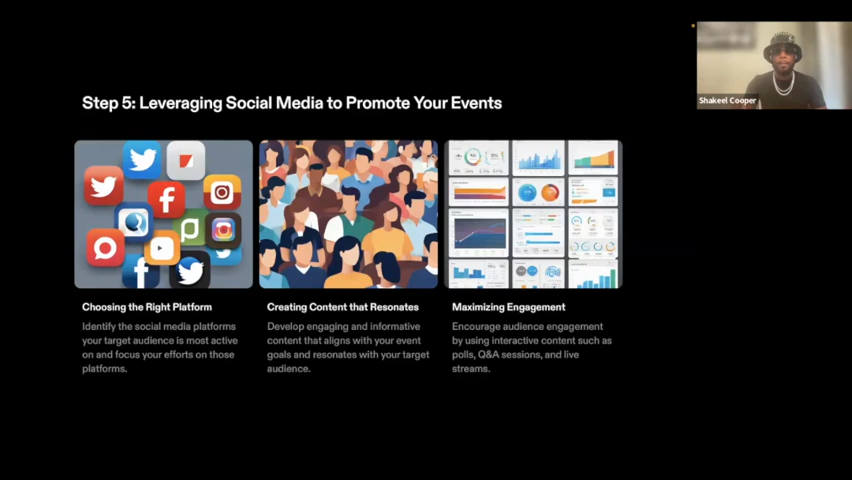 Step 5: Leveraging Social Media to Promote Your Events
Shakeel Cooper
Choosing the Right Platform
Identify the social media platforms
your target audience is most active
on and focus your efforts on those
platforms.
Creating Content that Resonates
Develop engaging and informative
content that aligns with your event
goals and resonates with your target
audience.
Maximizing Engagement
Encourage audience engagement
by using interactive content such as
polls, Q&A sessions, and live
streams.